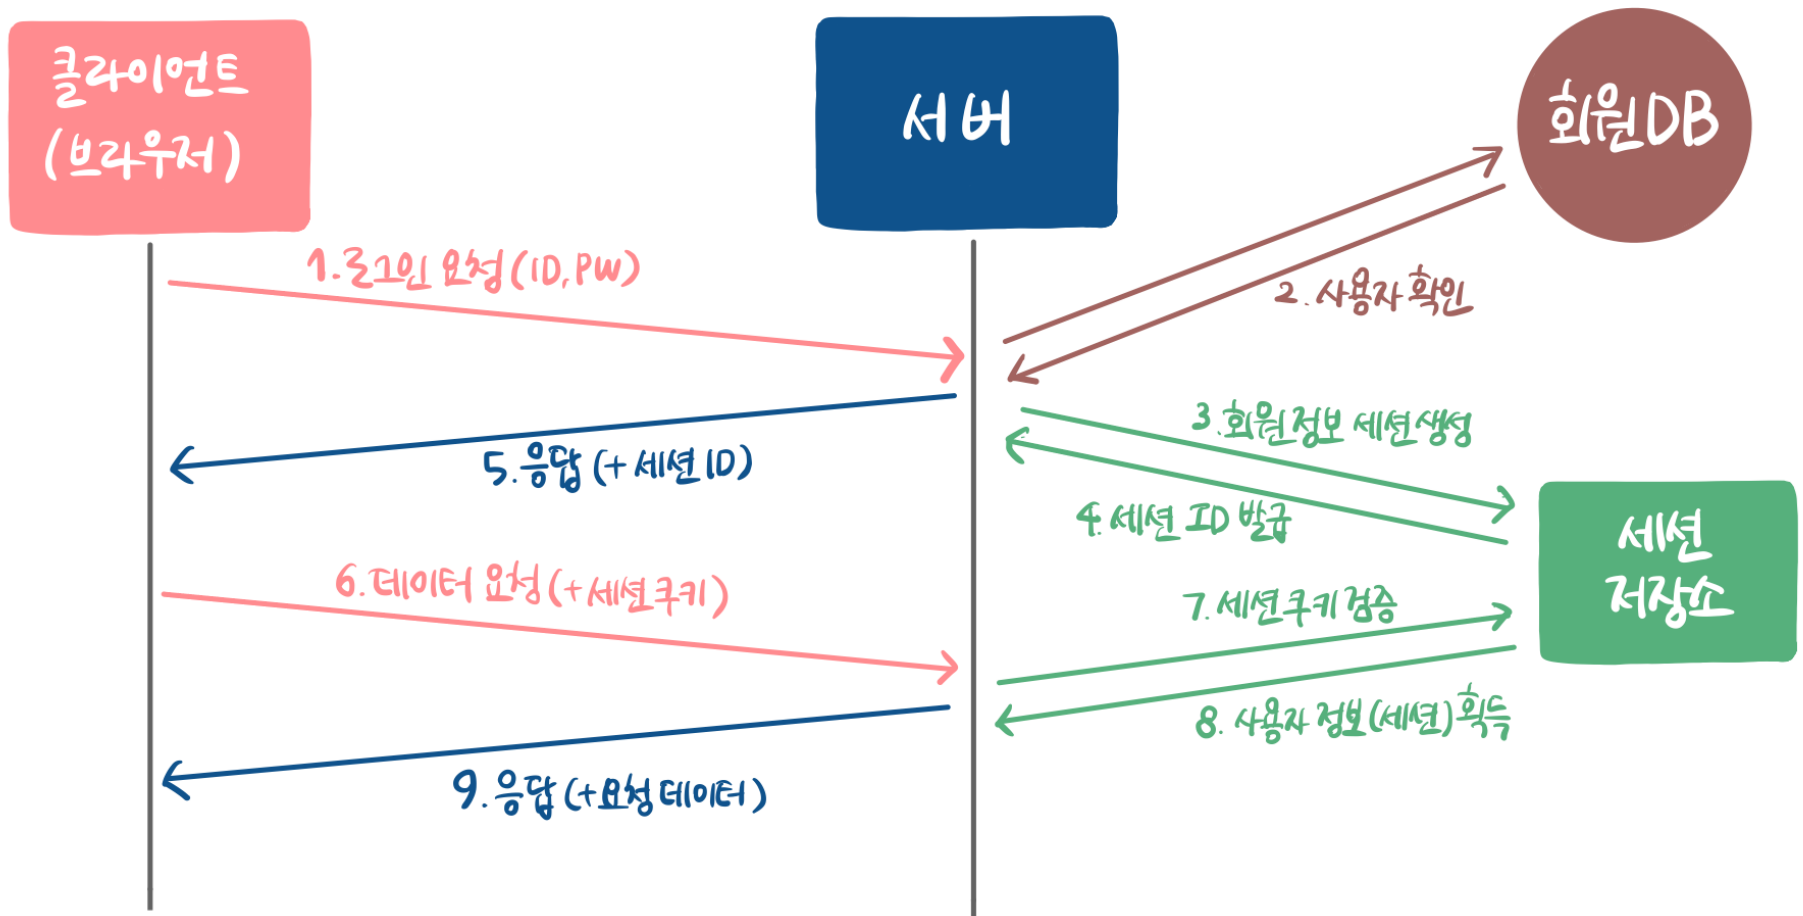 클라이언트
(브라우저)
서버
회원DB
1.로그인 요청(ID,PW)
2.사용자 확인
3.회원정보 세션생성
4.세션 ID 발급
5.응답 (+세션ID)
세션
저장소
6.데이터 요청(+세션쿠키)
7.세션쿠키 검증
8.사용자 정보(세션)획득
9.응답 (+요청데이터)